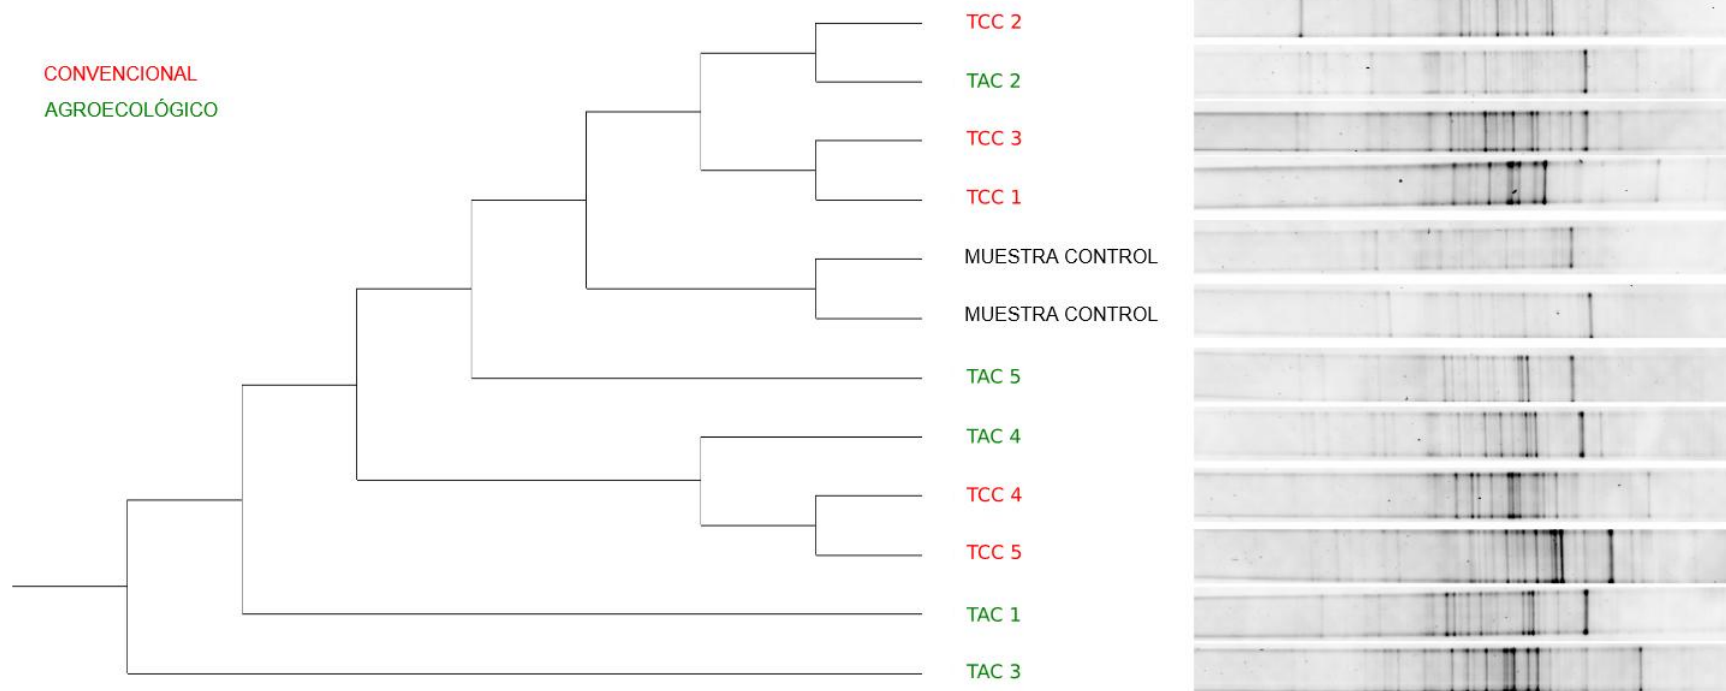 TCC 2
CONVENCIONAL
TAC 2
AGROECOLÓGICO
TCC 3
TCC 1
MUESTRA CONTROL
MUESTRA CONTROL
TAC 5
TAC 4
TCC 4
TCC 5
TAC 1
TAC 3